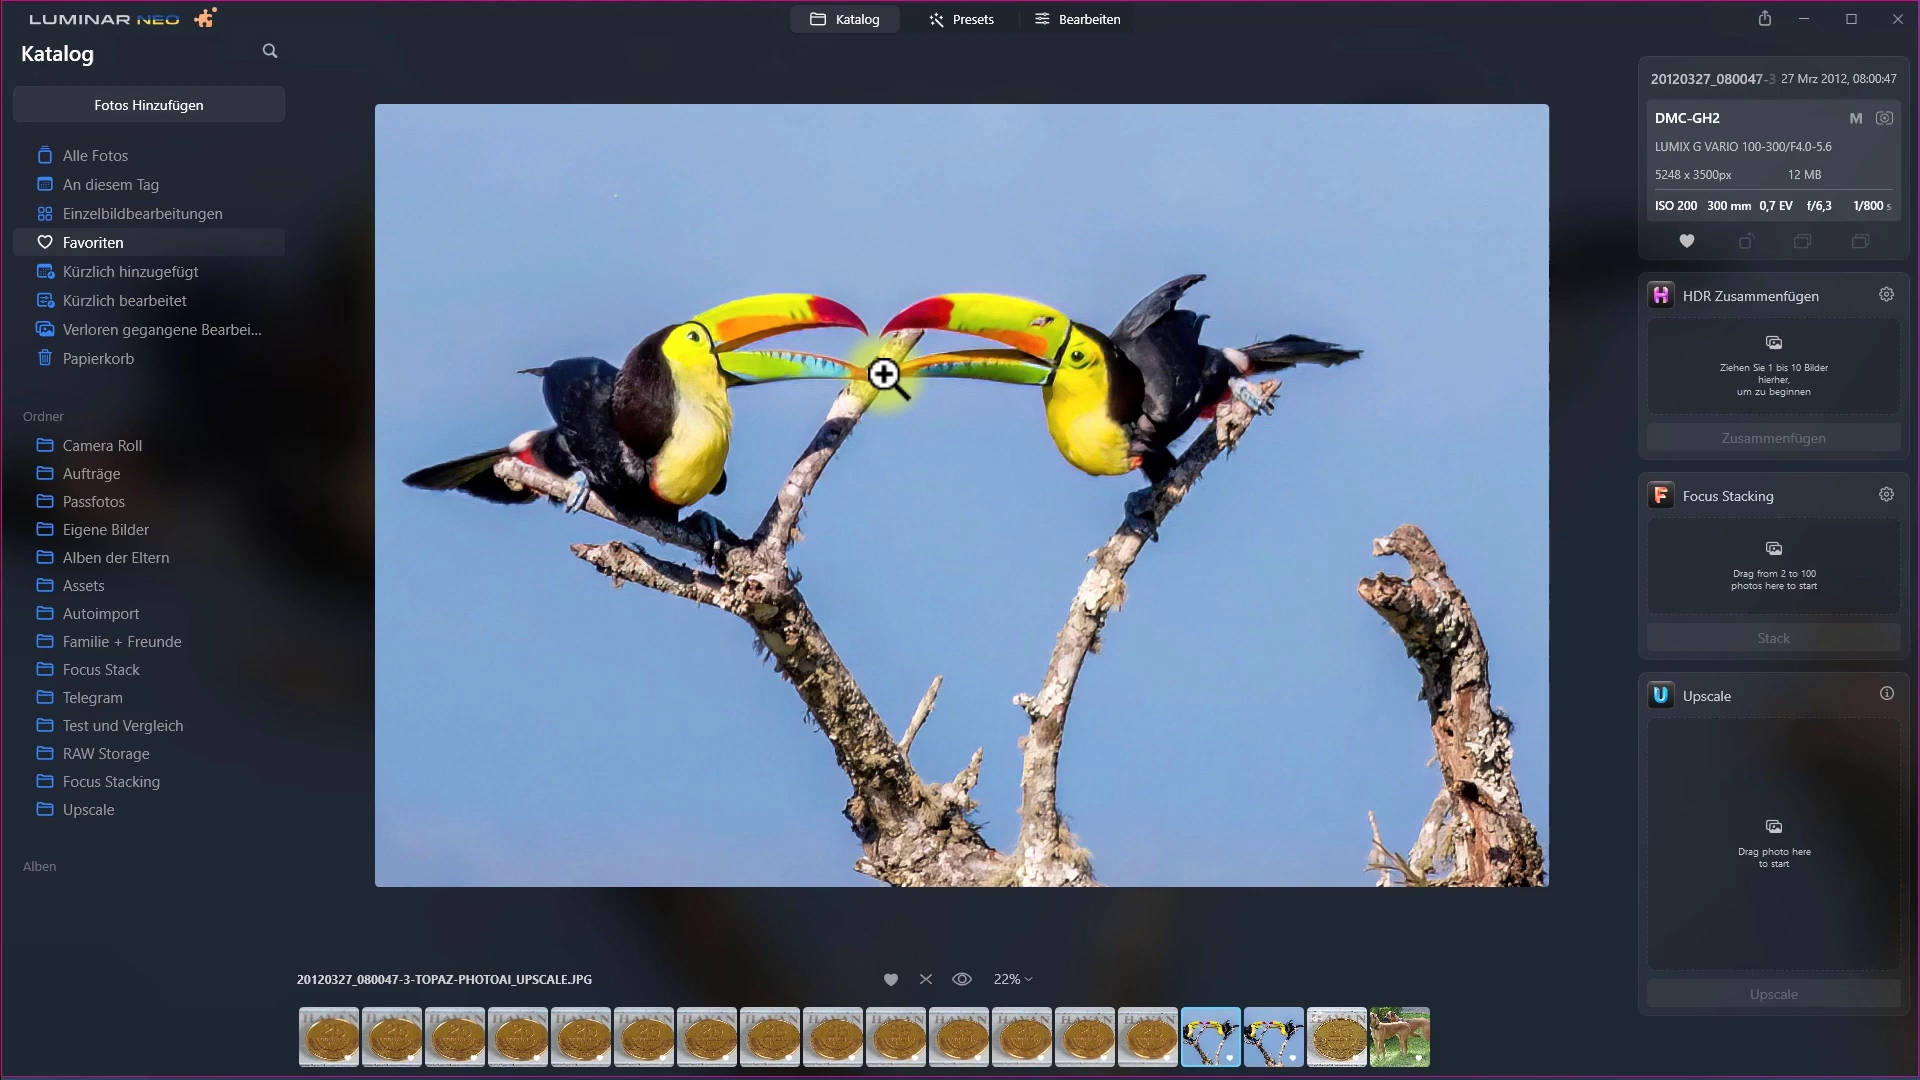 LUMINAR NEO
Katalog
Presets
Bearbeiten
Katalog
Fotos Hinzufügen
Alle Fotos
An diesem Tag
Einzelbildbearbeitungen
Favoriten
Kürzlich hinzugefügt
Kürzlich bearbeitet
Verloren gegangene Bearbei...
Papierkorb
Ordner
Camera Roll
Aufträge
Passfotos
Eigene Bilder
Alben der Eltern
Assets
Autoimport
Familie + Freunde
Focus Stack
Telegram
Test und Vergleich
RAW Storage
Focus Stacking
Upscale
Alben
20120327_080047-3 27 Mrz 2012, 08:00:47
DMC-GH2 M
LUMIX G VARIO 100-300/F4.0-5.6
5248 x 3500px 12 MB
ISO 200 300 mm 0,7 EV f/6,3 1/800 s
HDR Zusammenfügen
Ziehen Sie 1 bis 10 Bilder
hierher,
um zu beginnen
Zusammenfügen
Focus Stacking
Drag from 2 to 100
photos here to start
Stack
Upscale
Drag photo here
to start
Upscale
20120327_080047-3-TOPAZ-PHOTOAI_UPSCALE.JPG
22%